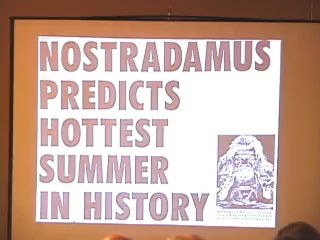 NOSTRADAMUS
PREDICTS
HOTTEST
SUMMER
IN HISTORY